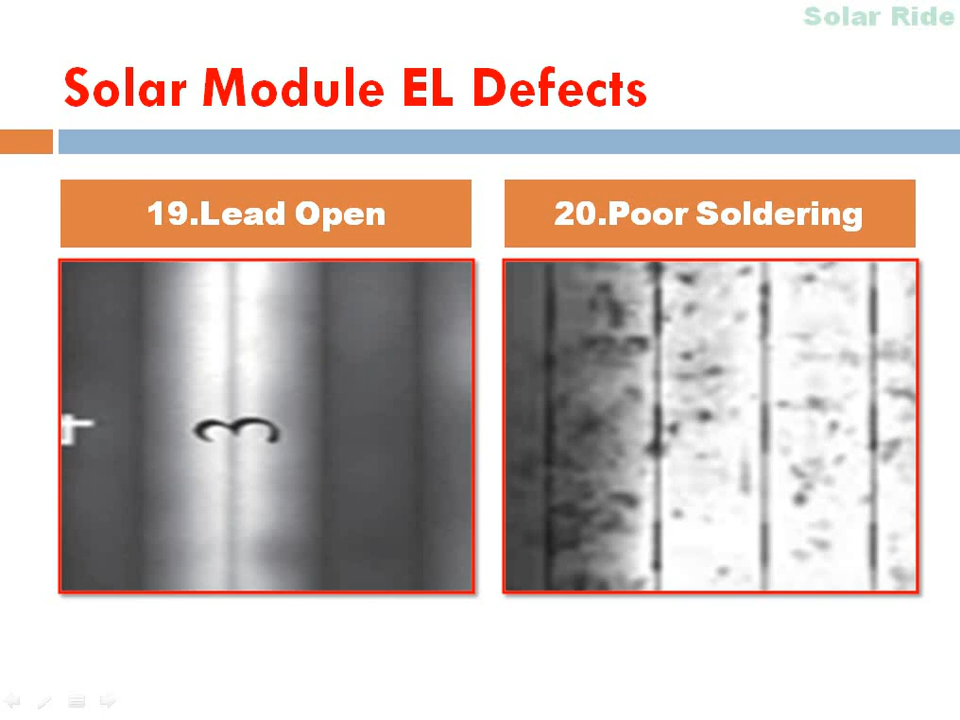 Solar Ride
Solar Module EL Defects
19.Lead Open
20.Poor Soldering